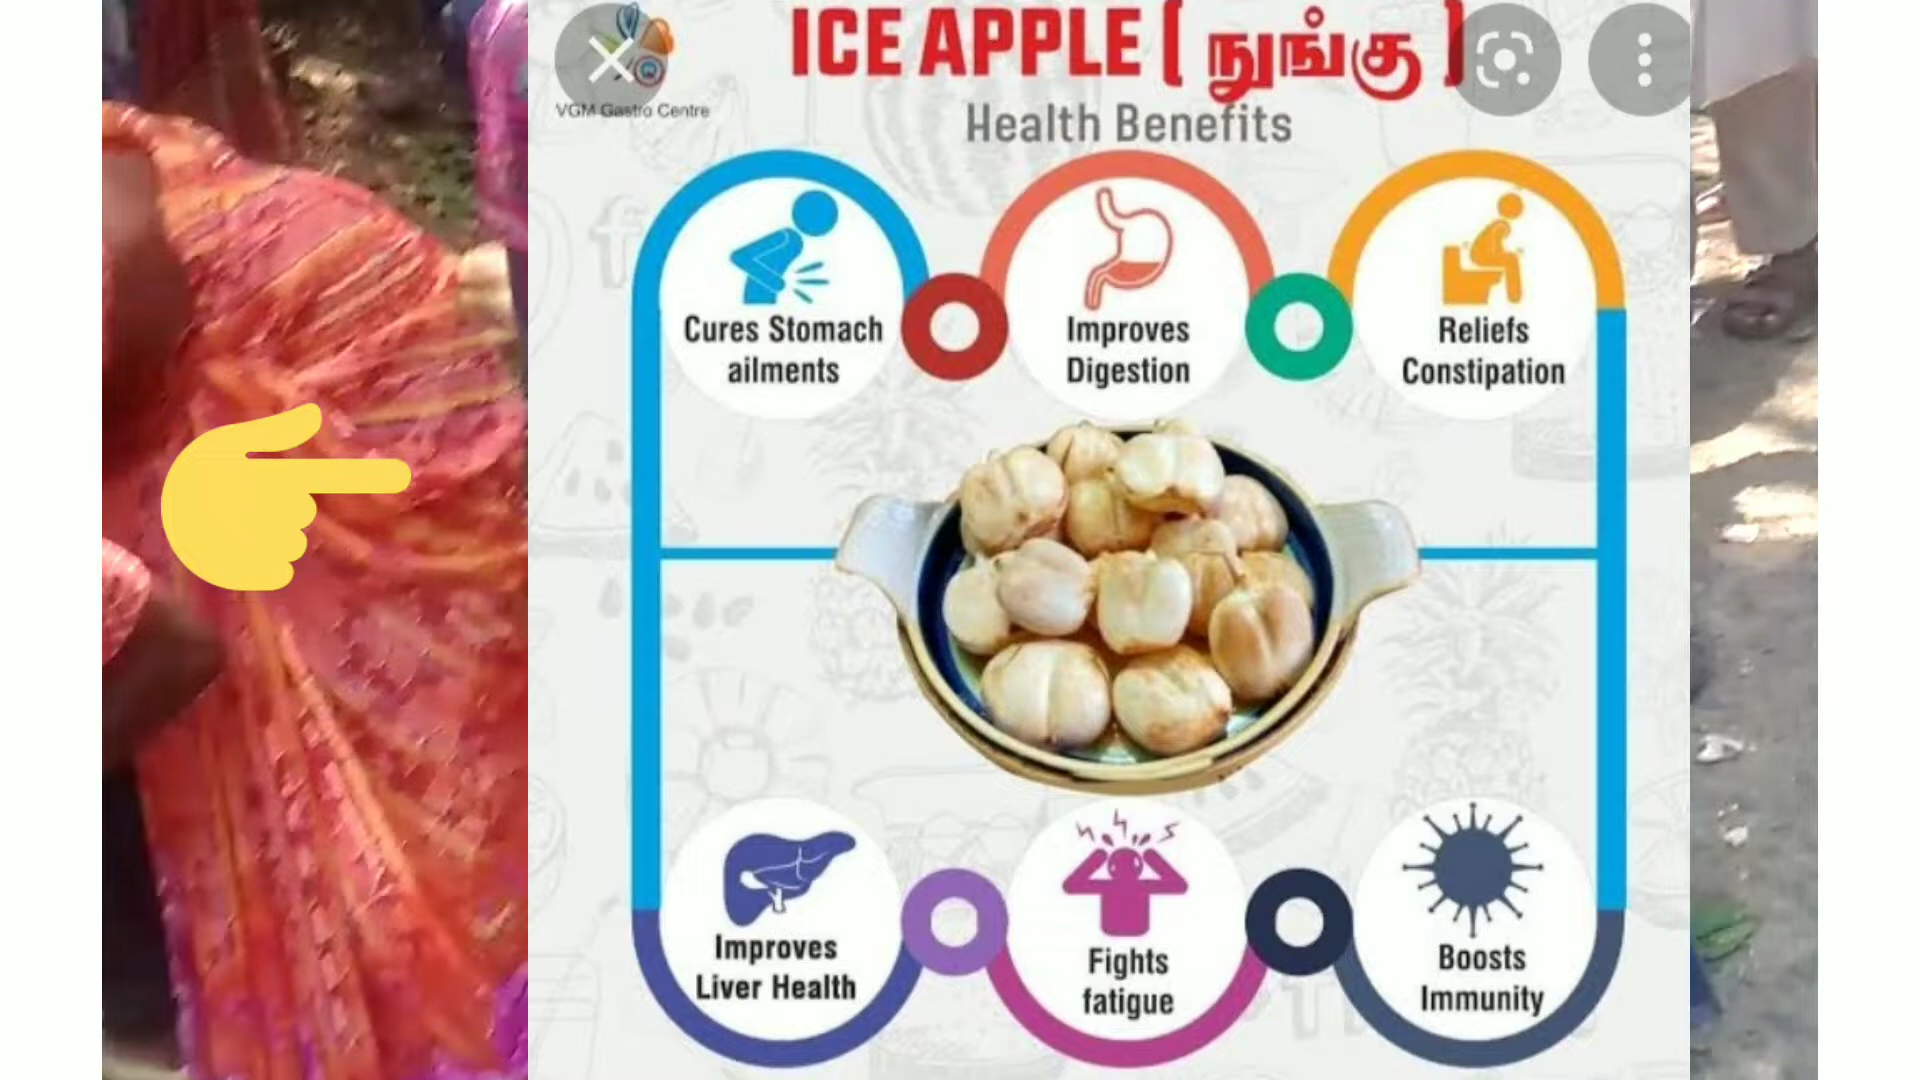 ICE APPLE [ நுங்கு ]
VGM Gastro Centre
Health Benefits
Cures Stomach
ailments
Improves
Digestion
Reliefs
Constipation
Improves
Liver Health
Fights
fatigue
Boosts
Immunity